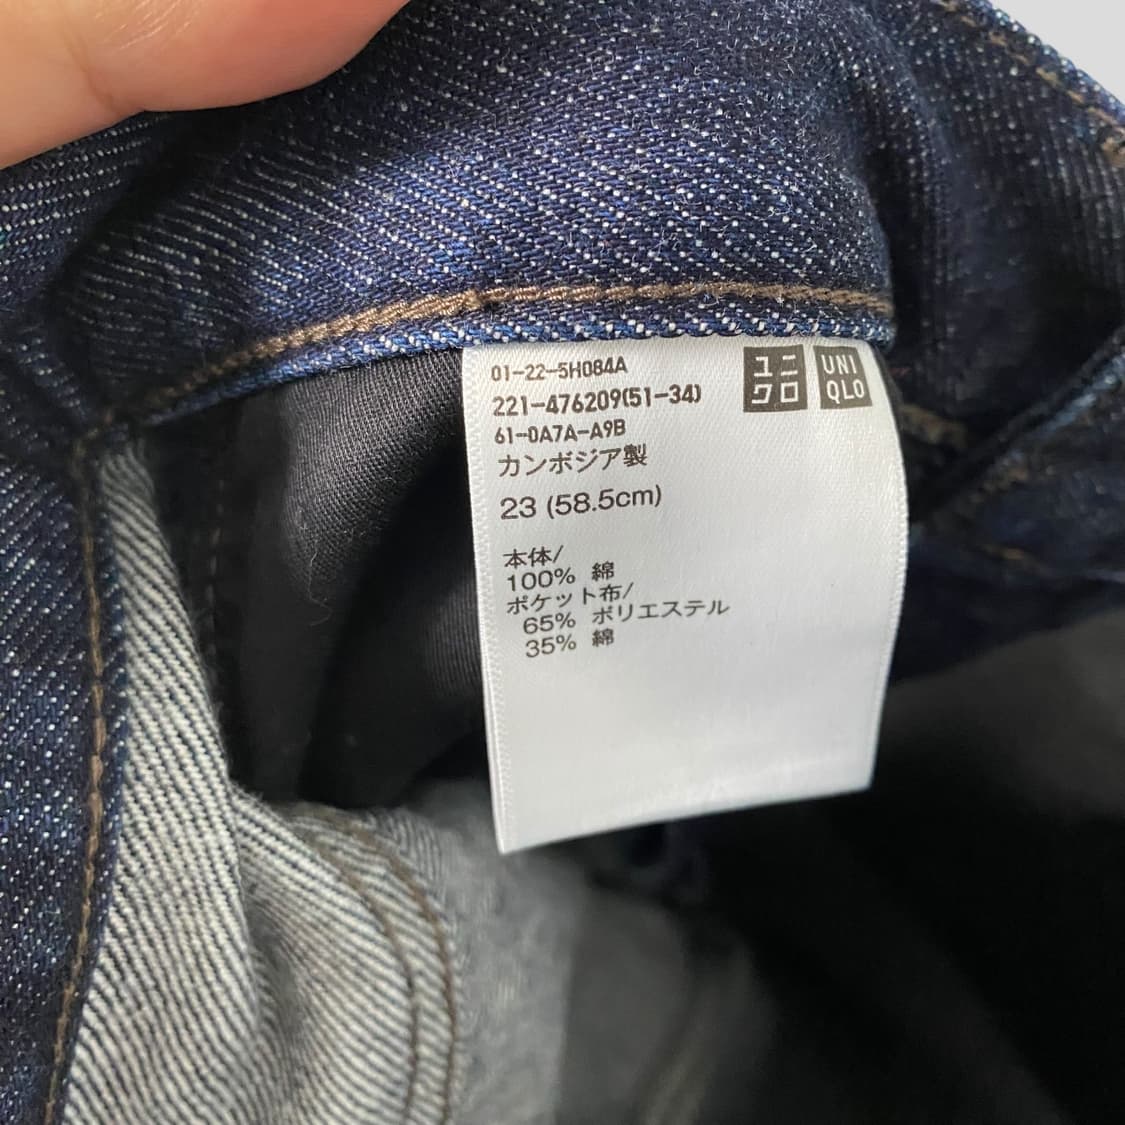 01-22-5H084A
221-476209(51-34)
61-0A7A-A9B
ユニクロ
UNIQLO
カンボジア製
23 (58.5cm)
本体/
100% 綿
ポケット布/
65% ポリエステル
35% 綿